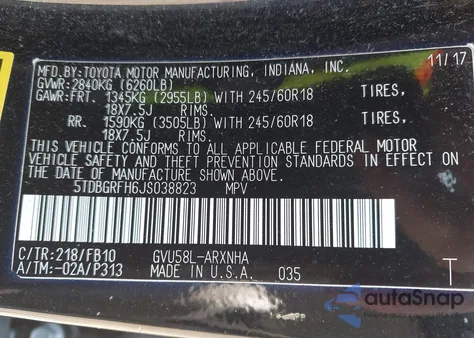 MFD.BY:TOYOTA MOTOR MANUFACTURING, INDIANA, INC. 11/17
GVWR:2840KG (6260LB)
GAWR:FRT. 1345KG (2955LB) WITH 245/60R18 TIRES,
18X7.5J RIMS.
RR. 1590KG (3505LB) WITH 245/60R18 TIRES,
18X7.5J RIMS.
THIS VEHICLE CONFORMS TO ALL APPLICABLE FEDERAL MOTOR
VEHICLE SAFETY AND THEFT PREVENTION STANDARDS IN EFFECT ON
THE DATE OF MANUFACTURE SHOWN ABOVE.
5TDBGRFH6JS038823 MPV
C/TR:218/FB10 GVU58L-ARXNHA
A/TM:-02A/P313 MADE IN U.S.A. 035 T
autoSnap